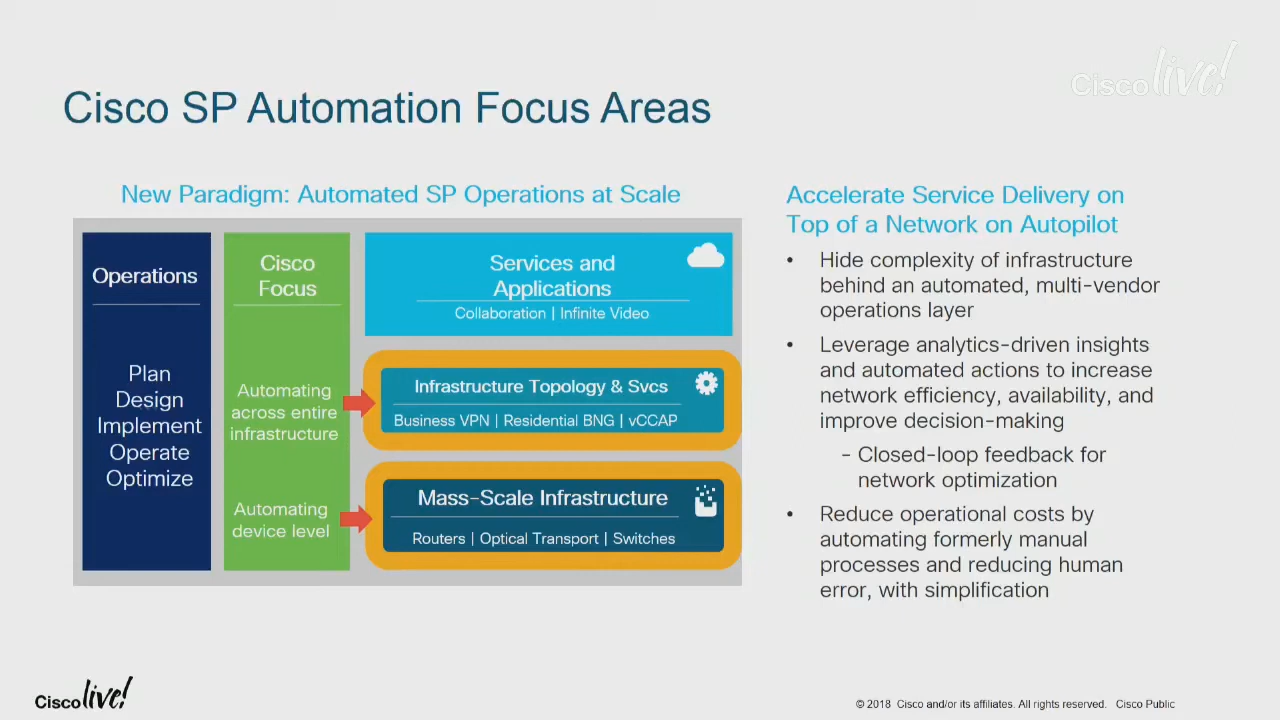 Cisco live!
Cisco SP Automation Focus Areas
New Paradigm: Automated SP Operations at Scale
Operations
Plan
Design
Implement
Operate
Optimize
Cisco
Focus
Automating
across entire
infrastructure
Automating
device level
Services and
Applications
Collaboration | Infinite Video
Infrastructure Topology & Svcs
Business VPN | Residential BNG | vCCAP
Mass-Scale Infrastructure
Routers | Optical Transport | Switches
Accelerate Service Delivery on
Top of a Network on Autopilot
• Hide complexity of infrastructure
behind an automated, multi-vendor
operations layer
• Leverage analytics-driven insights
and automated actions to increase
network efficiency, availability, and
improve decision-making
- Closed-loop feedback for
network optimization
• Reduce operational costs by
automating formerly manual
processes and reducing human
error, with simplification
Cisco live!
© 2018 Cisco and/or its affiliates. All rights reserved. Cisco Public